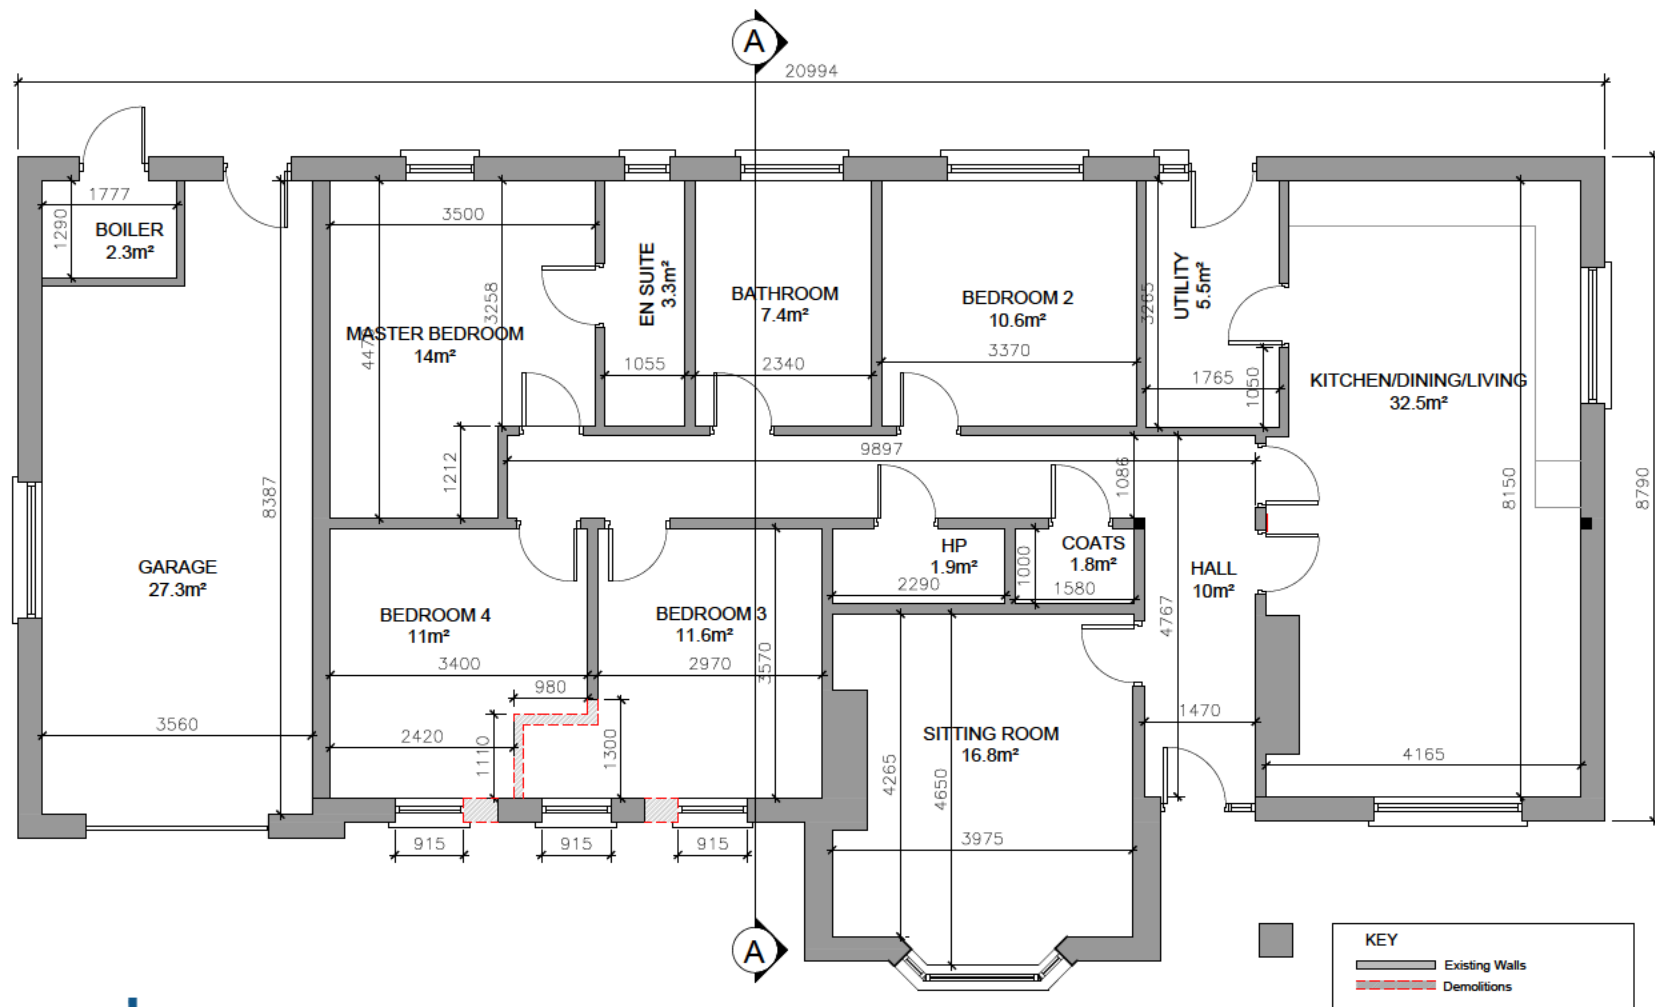 A
20994
1777
1290
BOILER
2.3m²
3500
3258
MASTER BEDROOM
14m²
EN SUITE
3.3m²
1055
BATHROOM
7.4m²
2340
BEDROOM 2
10.6m²
3370
UTILITY
5.5m²
3265
1765
1050
KITCHEN/DINING/LIVING
32.5m²
8150
8790
9897
1212
1086
8387
GARAGE
27.3m²
3560
HP
1.9m²
2290
COATS
1.8m²
1000
1580
HALL
10m²
4767
1470
BEDROOM 4
11m²
3400
980
2420
1110
BEDROOM 3
11.6m²
2970
3570
1300
SITTING ROOM
16.8m²
4265
4650
3975
4165
915
915
915
A
KEY
Existing Walls
Demolitions